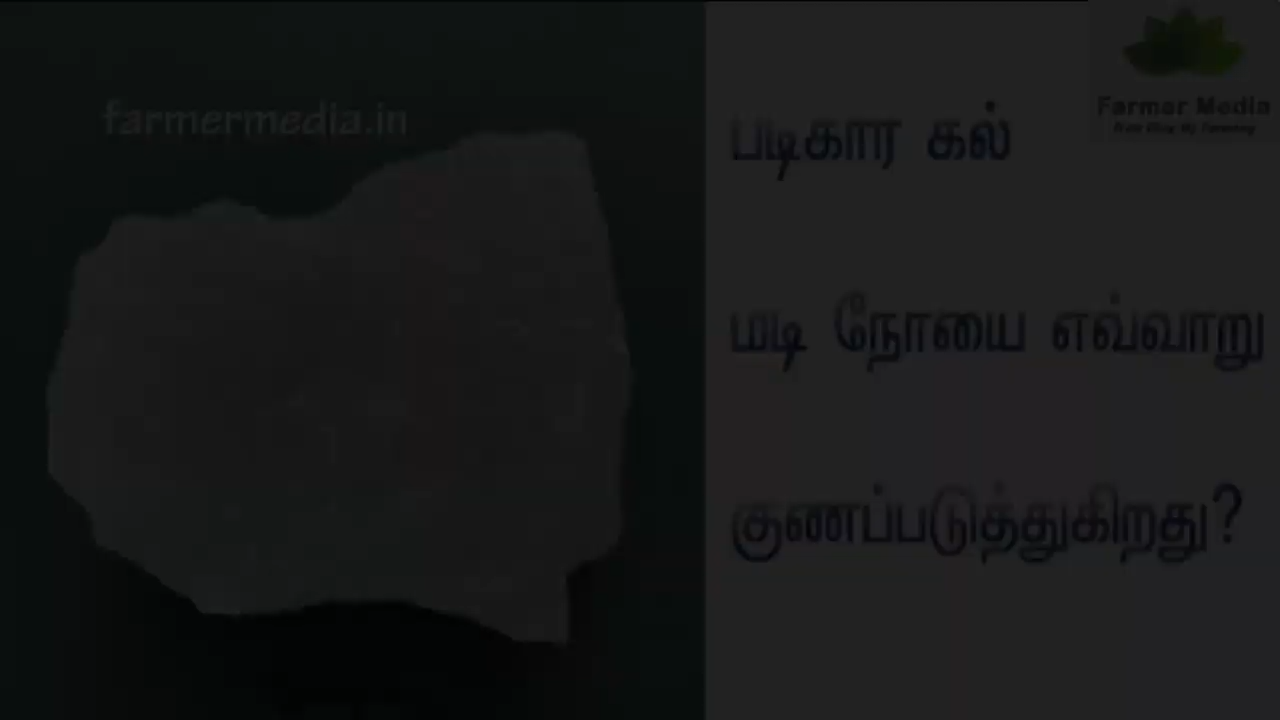 farmermedia.in
Farmer Media
படிகார கல்
மடி நோயை எவ்வாறு
குணப்படுத்துகிறது?